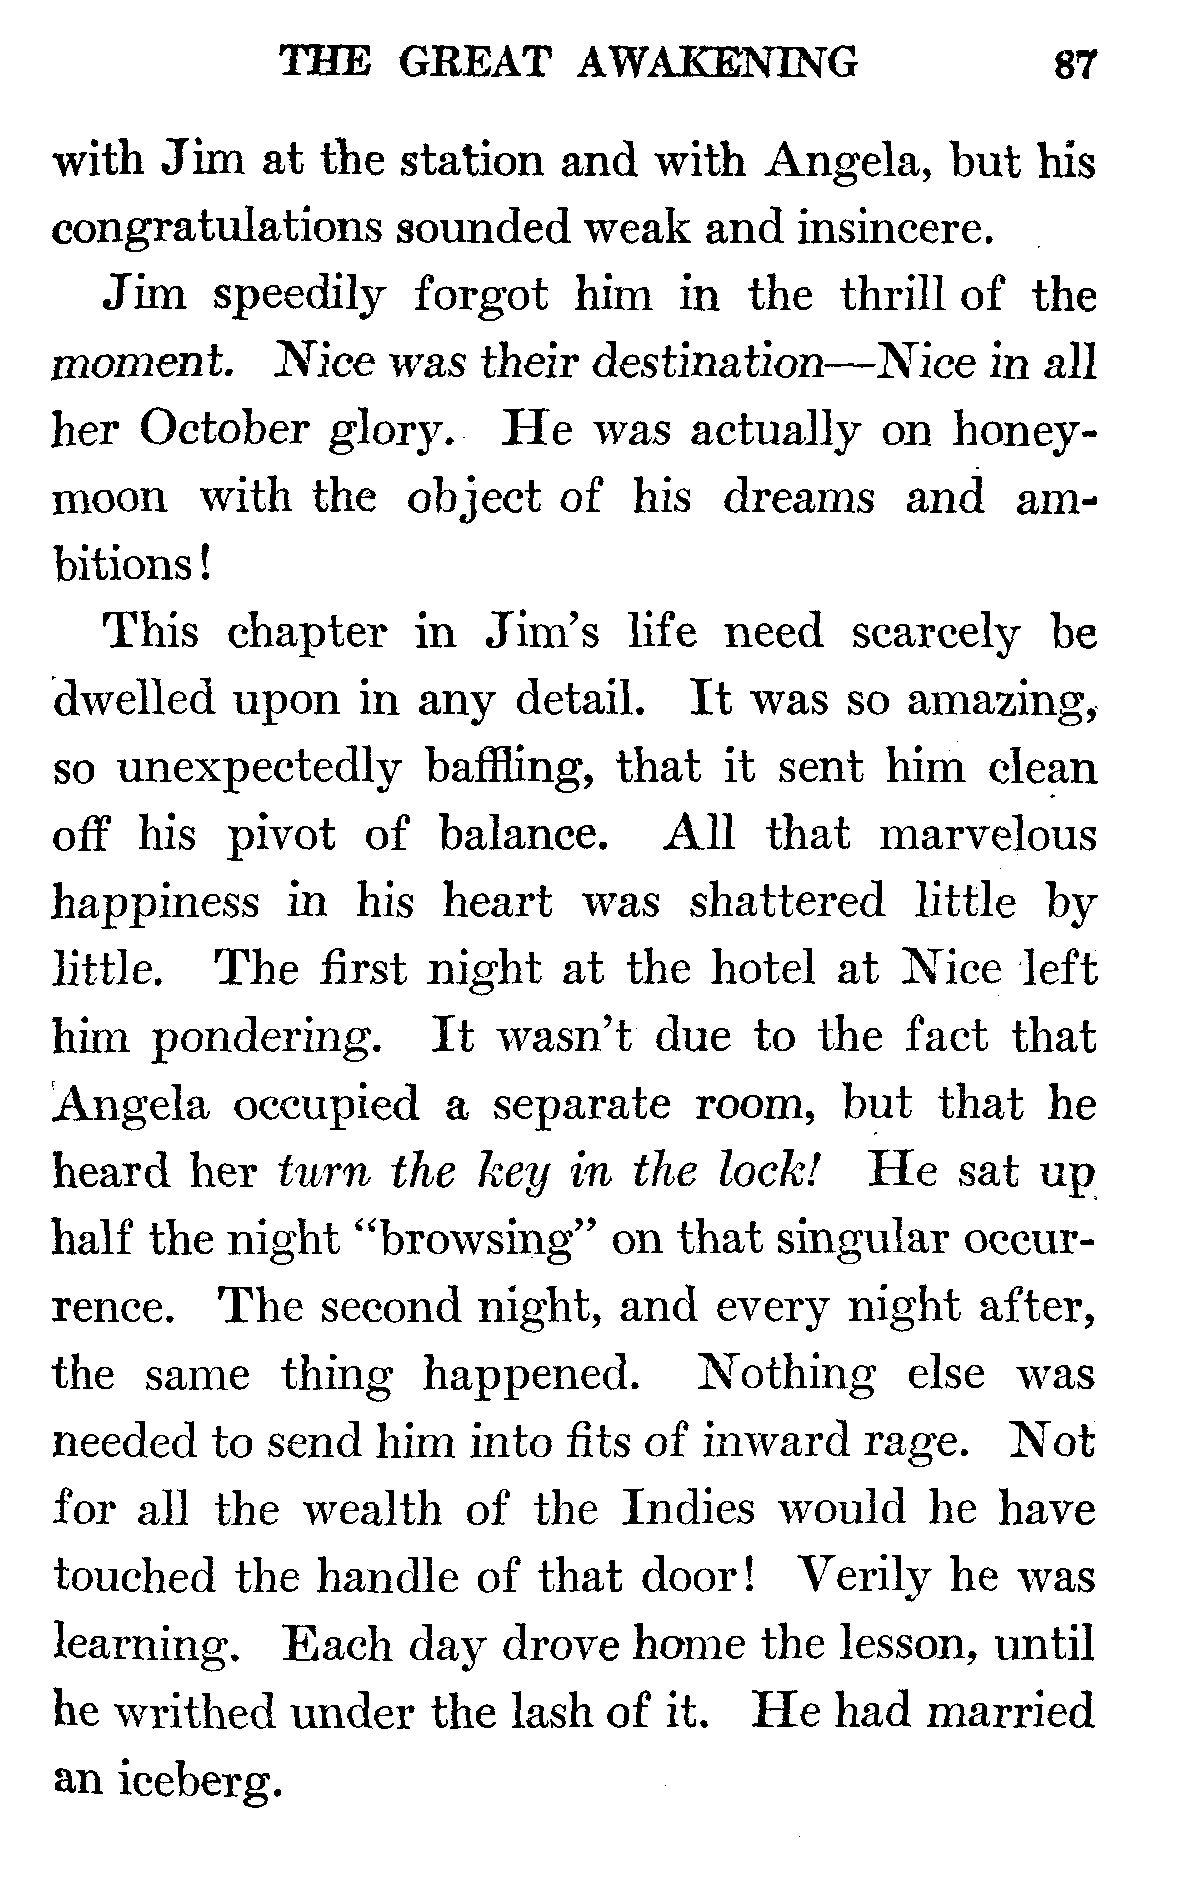 THE GREAT AWAKENING 87
with Jim at the station and with Angela, but his
congratulations sounded weak and insincere.
Jim speedily forgot him in the thrill of the
moment. Nice was their destination—Nice in all
her October glory. He was actually on honey-
moon with the object of his dreams and am-
bitions!
This chapter in Jim's life need scarcely be
dwelled upon in any detail. It was so amazing,
so unexpectedly baffling, that it sent him clean
off his pivot of balance. All that marvelous
happiness in his heart was shattered little by
little. The first night at the hotel at Nice left
him pondering. It wasn't due to the fact that
Angela occupied a separate room, but that he
heard her turn the key in the lock! He sat up
half the night "browsing" on that singular occur-
rence. The second night, and every night after,
the same thing happened. Nothing else was
needed to send him into fits of inward rage. Not
for all the wealth of the Indies would he have
touched the handle of that door! Verily he was
learning. Each day drove home the lesson, until
he writhed under the lash of it. He had married
an iceberg.